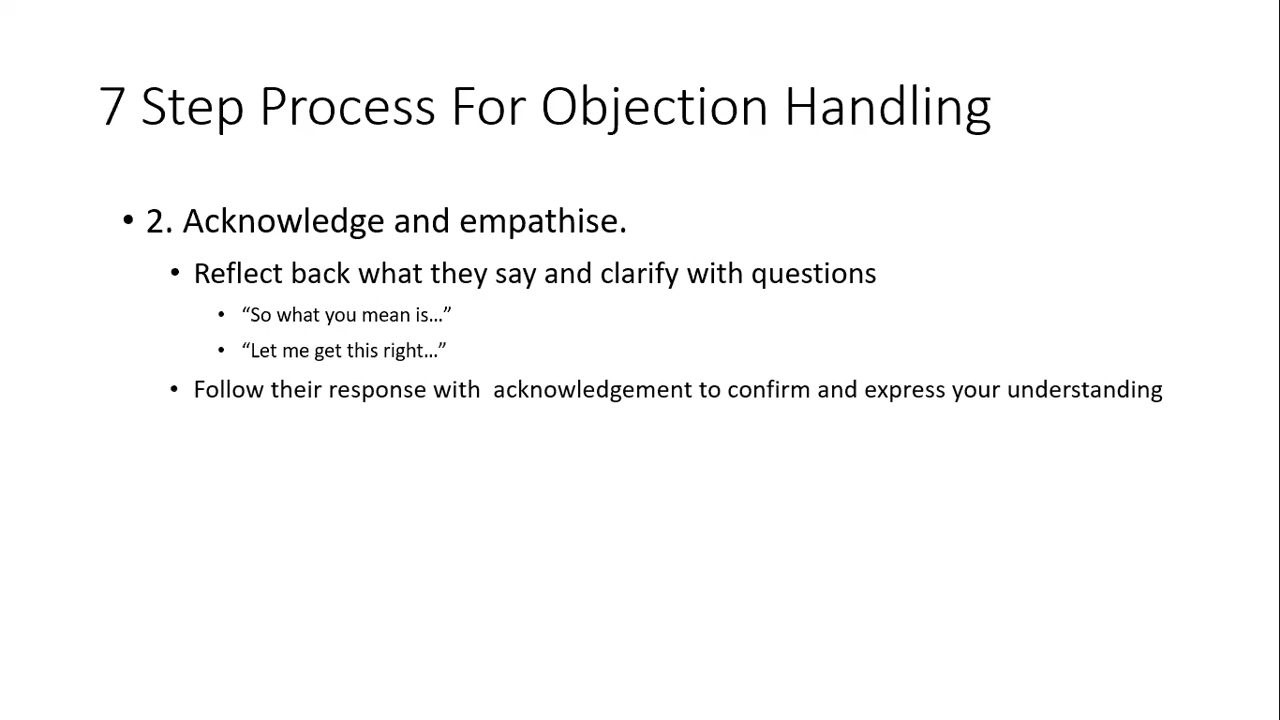 7 Step Process For Objection Handling
• 2. Acknowledge and empathise.
• Reflect back what they say and clarify with questions
• “So what you mean is…”
• “Let me get this right…”
• Follow their response with  acknowledgement to confirm and express your understanding